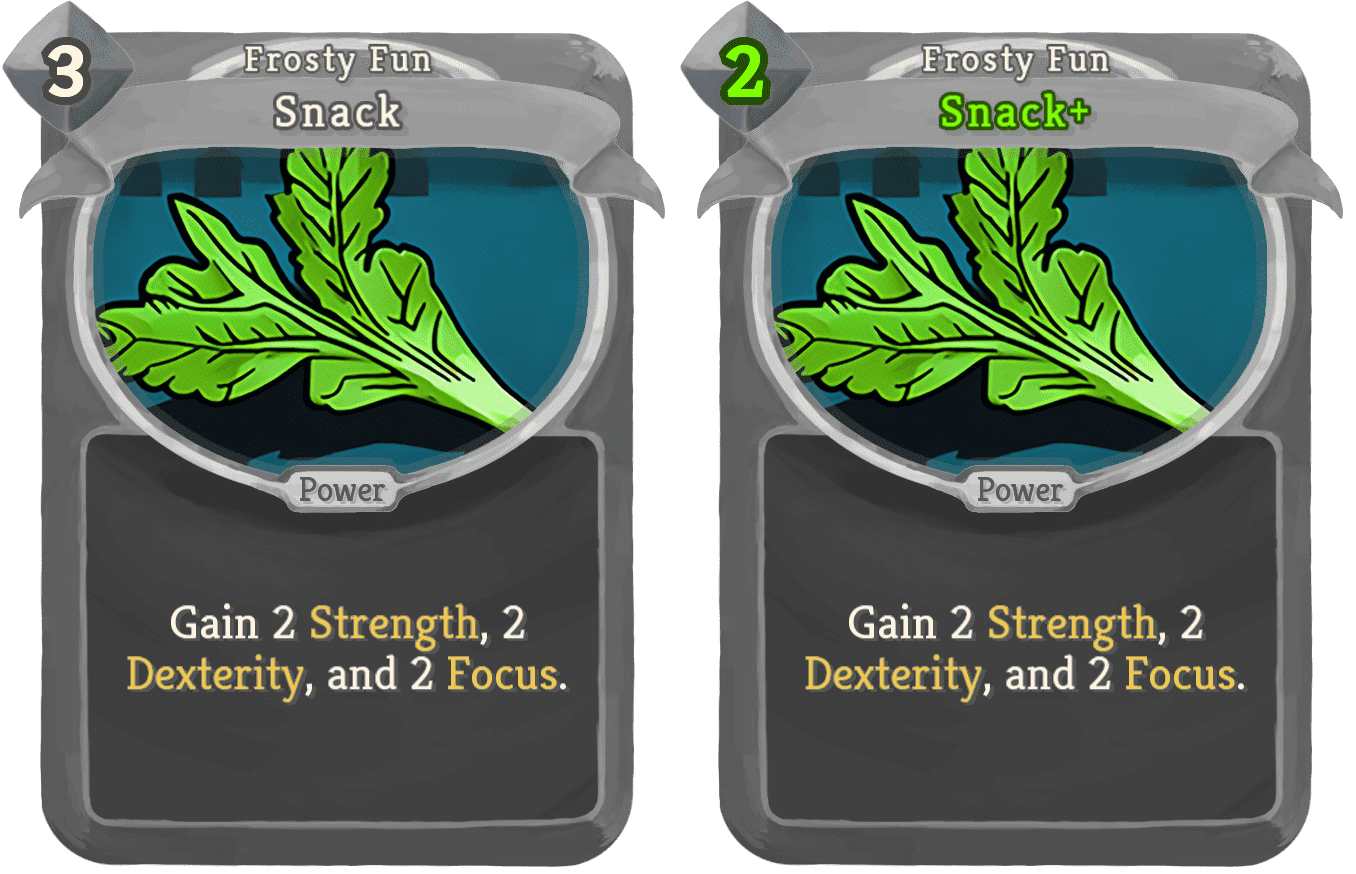 3
Frosty Fun
Snack
Power
Gain 2 Strength, 2
Dexterity, and 2 Focus.
2
Frosty Fun
Snack+
Power
Gain 2 Strength, 2
Dexterity, and 2 Focus.